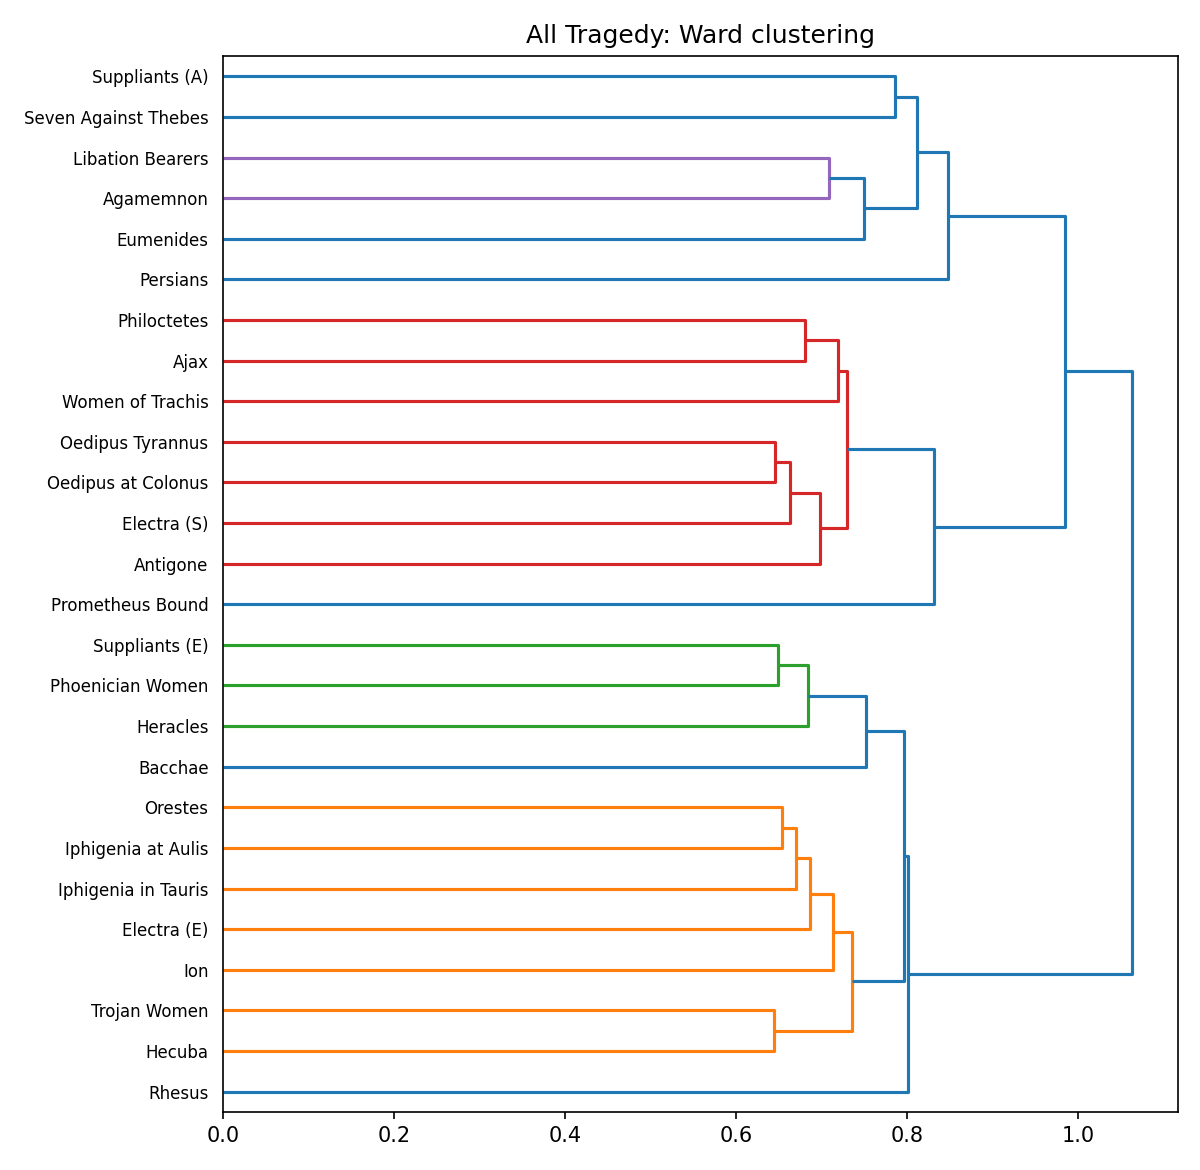 All Tragedy: Ward clustering
Suppliants (A)
Seven Against Thebes
Libation Bearers
Agamemnon
Eumenides
Persians
Philoctetes
Ajax
Women of Trachis
Oedipus Tyrannus
Oedipus at Colonus
Electra (S)
Antigone
Prometheus Bound
Suppliants (E)
Phoenician Women
Heracles
Bacchae
Orestes
Iphigenia at Aulis
Iphigenia in Tauris
Electra (E)
Ion
Trojan Women
Hecuba
Rhesus
0.0 0.2 0.4 0.6 0.8 1.0